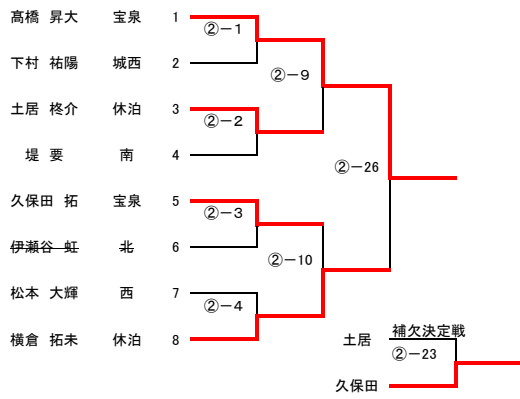 髙橋 昇大 宝泉 1
②－1
下村 祐陽 城西 2
②－9
土居 柊介 休泊 3
②－2
堤 要 南 4
②－26
久保田 拓 宝泉 5
②－3
伊瀬谷 虹 北 6
②－10
松本 大輝 西 7
②－4
横倉 拓未 休泊 8
補欠決定戦
土居
②－23
久保田